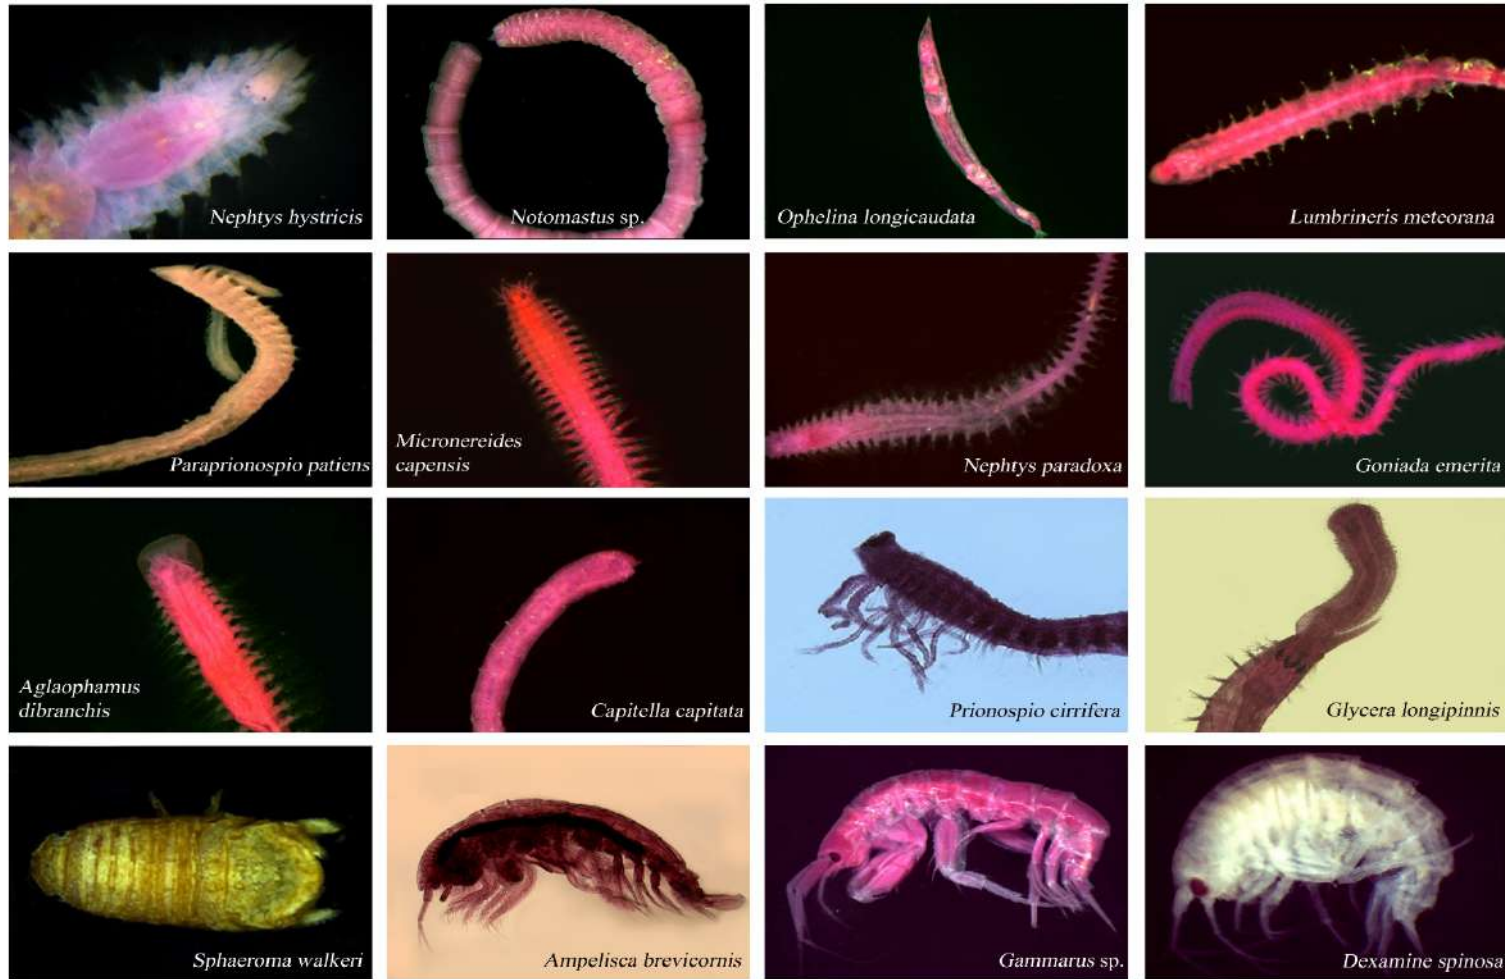 Nephtys hystricis
Notomastus sp.
Ophelina longicaudata
Lumbrineris meteorana
Paraprionospio patiens
Micronereides
capensis
Nephtys paradoxa
Goniada emerita
Aglaophamus
dibranchis
Capitella capitata
Prionospio cirrifera
Glycera longipinnis
Sphaeroma walkeri
Ampelisca brevicornis
Gammarus sp.
Dexamine spinosa